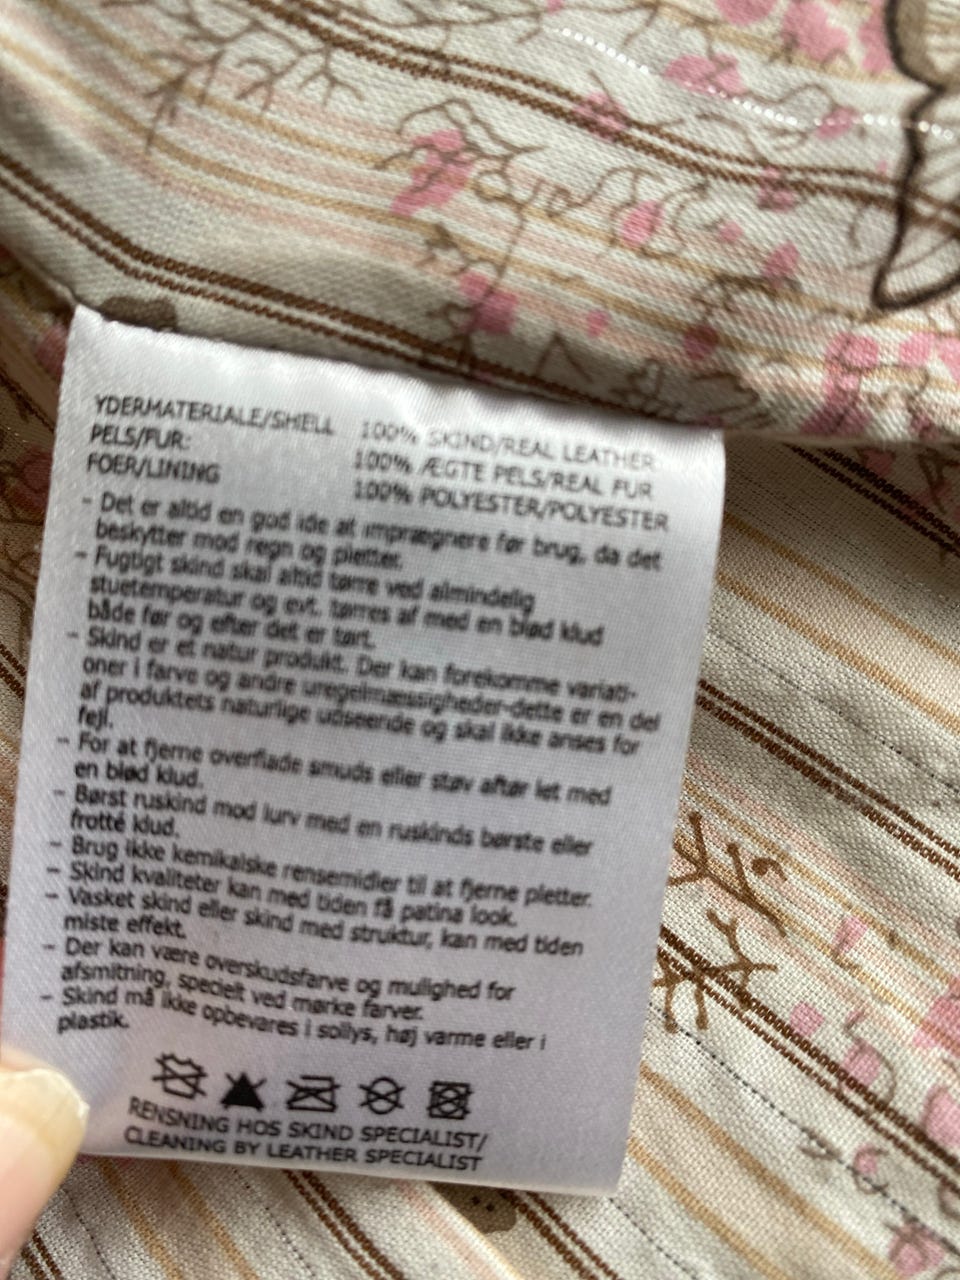 YDERMATERIALE/SHELL 100% SKIND/REAL LEATHER
PELS/FUR: 100% ÆGTE PELS/REAL FUR
FOER/LINING 100% POLYESTER/POLYESTER
- Det er altid en god ide at imprægnere før brug, da det
beskytter mod regn og pletter.
- Fugtigt skind skal altid tørre ved almindelig
stuetemperatur og evt. tørres af med en blød klud
både før og efter det er tørt.
- Skind er et natur produkt. Der kan forekomme variati-
oner i farve og andre uregelmæssigheder-dette er en del
af produktets naturlige udseende og skal ikke anses for
fejl.
- For at fjerne overflade smuds eller støv aftør let med
en blød klud.
- Børst ruskind mod lurv med en ruskinds børste eller
frotté klud.
- Brug ikke kemikalske rensemidler til at fjerne pletter.
- Skind kvaliteter kan med tiden få patina look.
- Vasket skind eller skind med struktur, kan med tiden
miste effekt.
- Der kan være overskudsfarve og mulighed for
afsmitning, specielt ved mørke farver.
- Skind må ikke opbevares i sollys, høj varme eller i
plastik.
RENSNING HOS SKIND SPECIALIST/
CLEANING BY LEATHER SPECIALIST